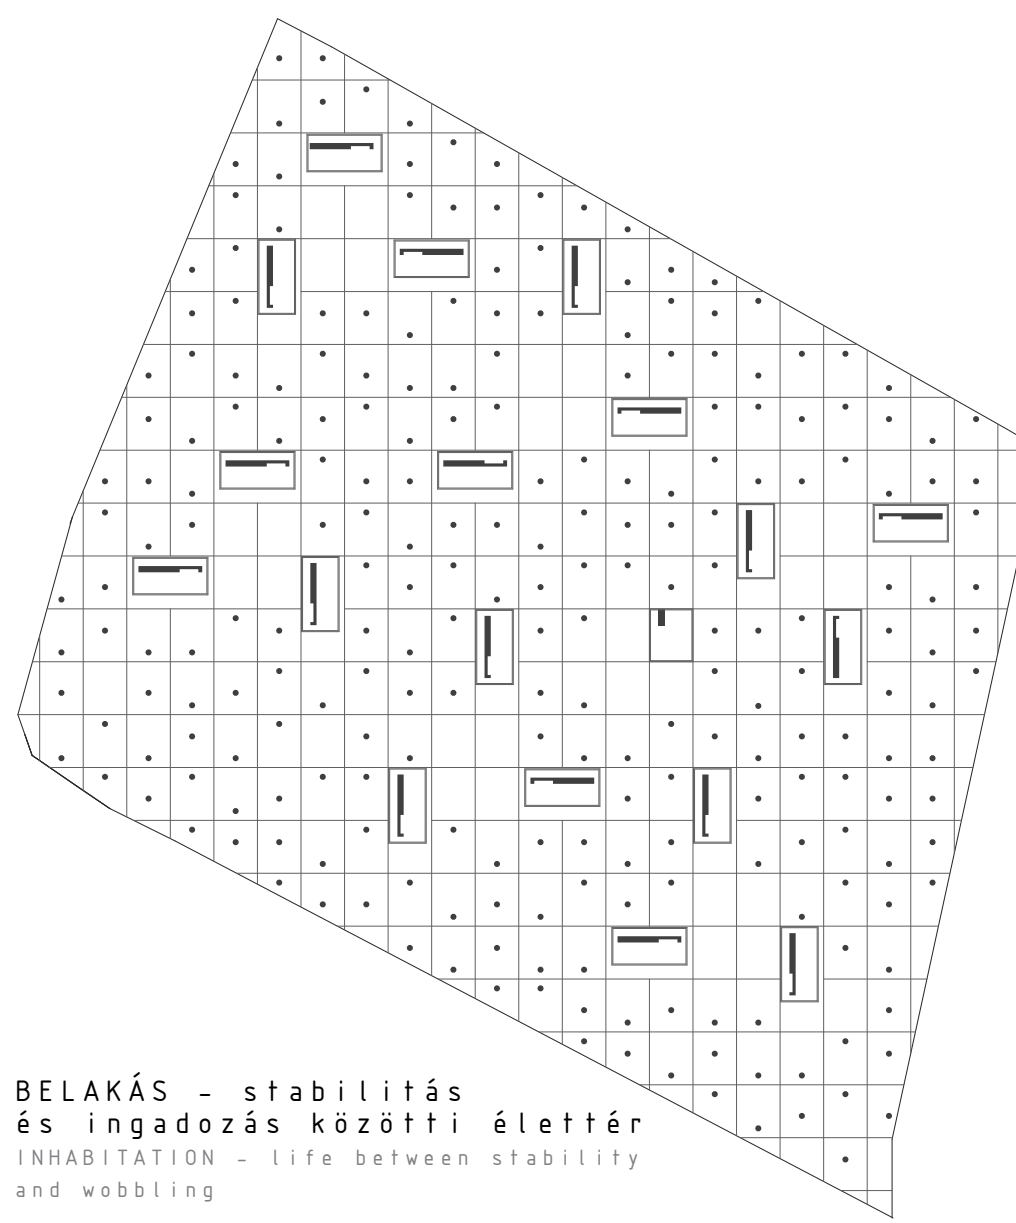 BELAKÁS – stabilitás
és ingadozás közötti élettér
INHABITATION – life between stability
and wobbling